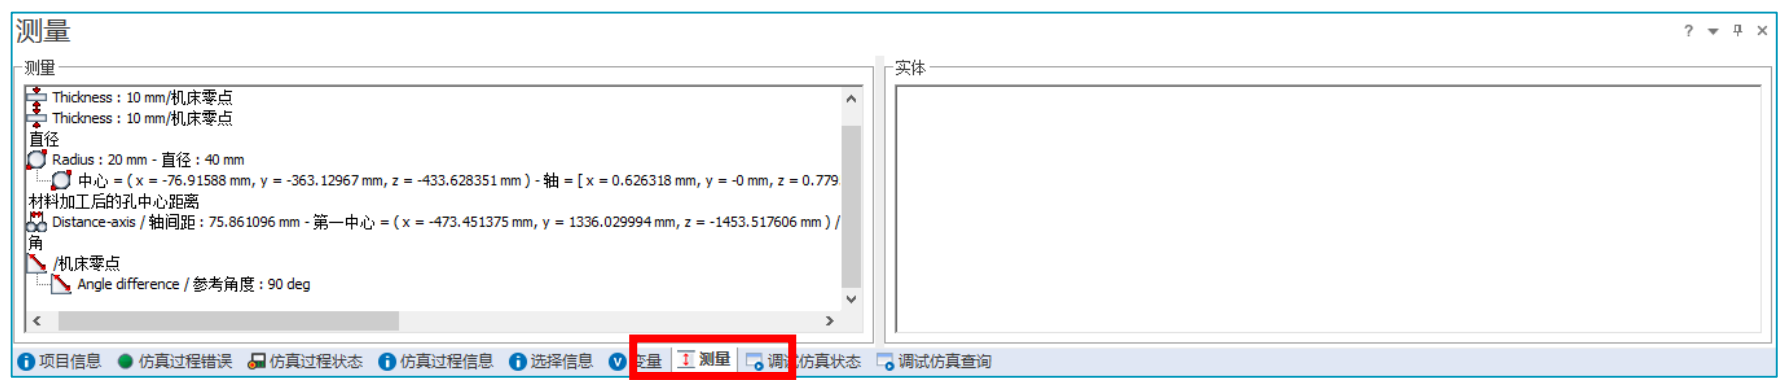 测量
测量
Thickness : 10 mm/机床零点
Thickness : 10 mm/机床零点
直径
Radius : 20 mm - 直径 : 40 mm
中心 = ( x = -76.91588 mm, y = -363.12967 mm, z = -433.628351 mm ) - 轴 = [ x = 0.626318 mm, y = -0 mm, z = 0.779
材料加工后的孔中心距离
Distance-axis / 轴间距 : 75.861096 mm - 第一中心 = ( x = -473.451375 mm, y = 1336.029994 mm, z = -1453.517606 mm ) /
角
/机床零点
Angle difference / 参考角度 : 90 deg
实体
项目信息 仿真过程错误 仿真过程状态 仿真过程信息 选择信息 变量 测量 调试仿真状态 调试仿真查询